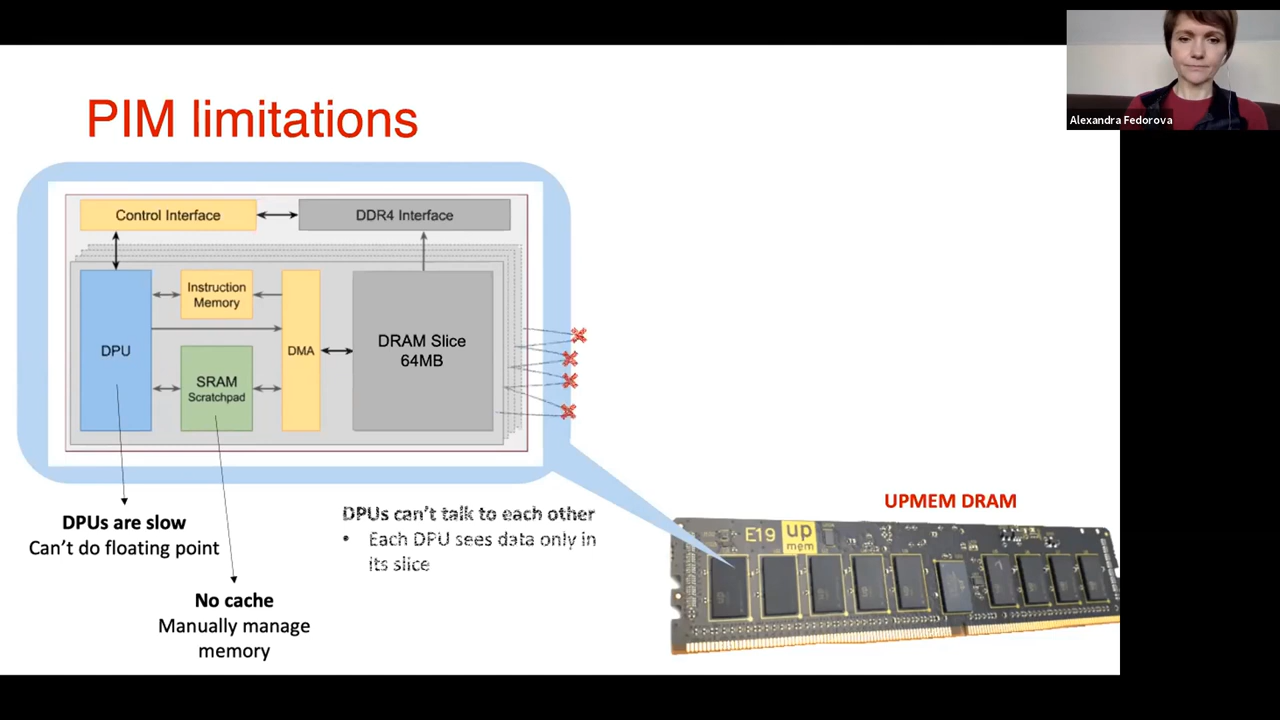 Alexandra Fedorova
PIM limitations
Control Interface
DDR4 Interface
Instruction
Memory
DPU
SRAM
Scratchpad
DMA
DRAM Slice
64MB
DPUs are slow
Can't do floating point
No cache
Manually manage
memory
DPUs can't talk to each other
• Each DPU sees data only in
its slice
UPMEM DRAM
E19
up
mem